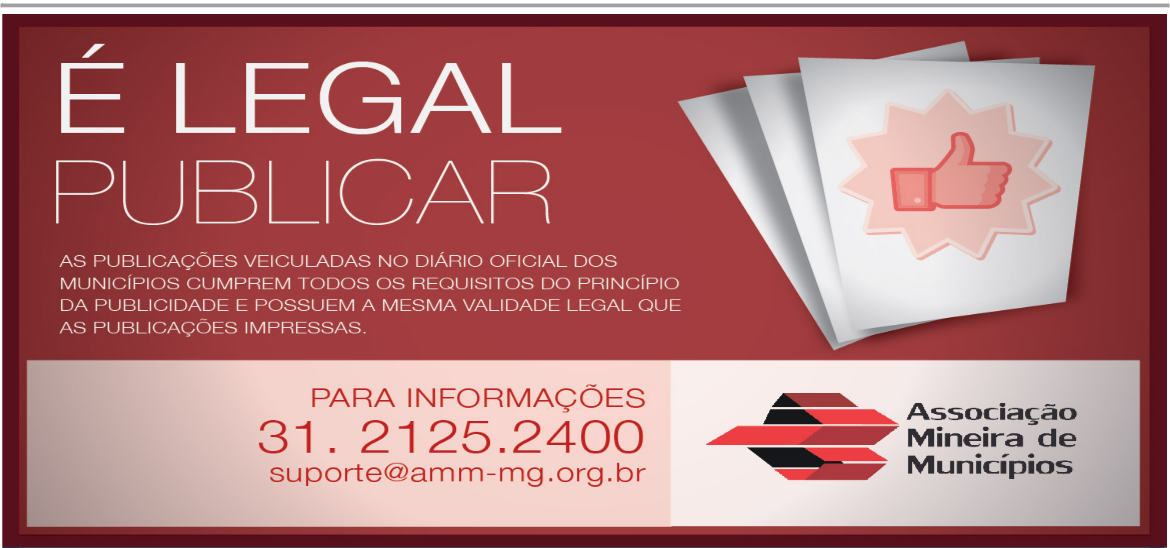 É LEGAL
PUBLICAR
AS PUBLICAÇÕES VEICULADAS NO DIÁRIO OFICIAL DOS
MUNICÍPIOS CUMPREM TODOS OS REQUISITOS DO PRINCÍPIO
DA PUBLICIDADE E POSSUEM A MESMA VALIDADE LEGAL QUE
AS PUBLICAÇÕES IMPRESSAS.
PARA INFORMAÇÕES
31. 2125.2400
suporte@amm-mg.org.br
Associação
Mineira de
Municípios